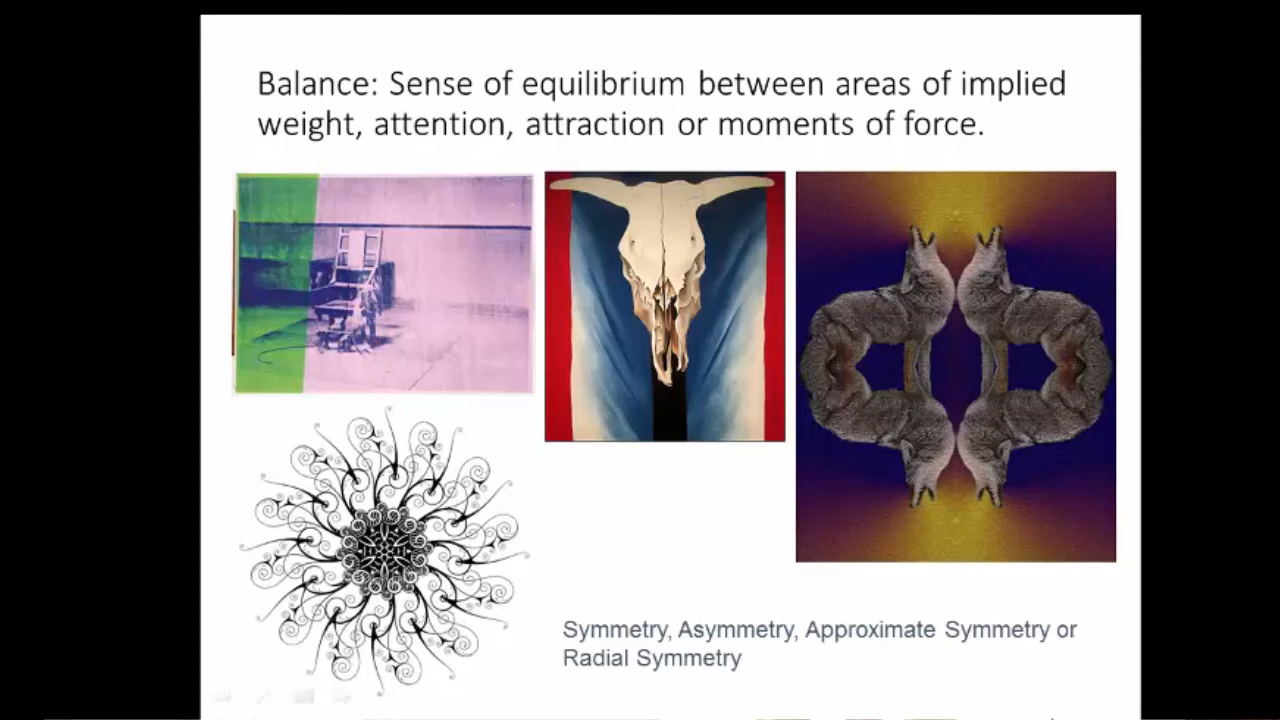 Balance: Sense of equilibrium between areas of implied
weight, attention, attraction or moments of force.
Symmetry, Asymmetry, Approximate Symmetry or
Radial Symmetry